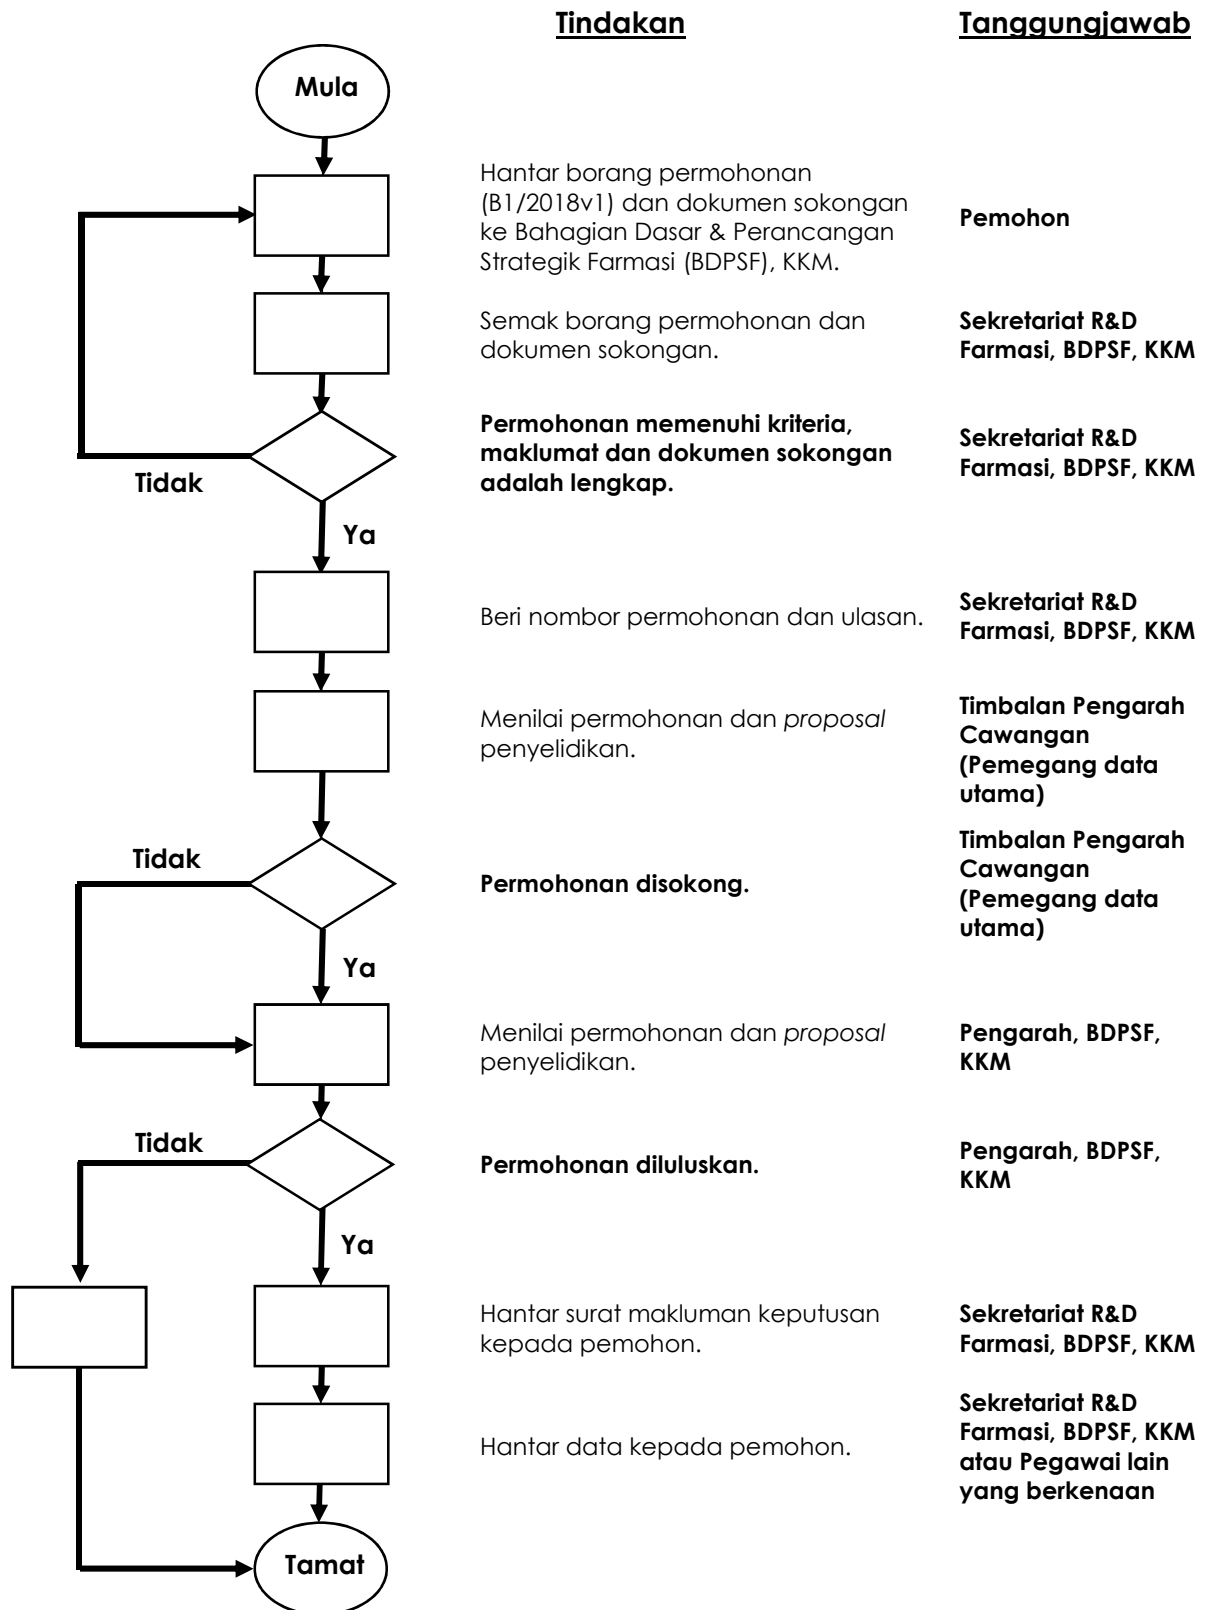 Tindakan
Tanggungjawab
Mula
Hantar borang permohonan
(B1/2018v1) dan dokumen sokongan
ke Bahagian Dasar & Perancangan
Strategik Farmasi (BDPSF), KKM.
Pemohon
Semak borang permohonan dan
dokumen sokongan.
Sekretariat R&D
Farmasi, BDPSF, KKM
Permohonan memenuhi kriteria,
maklumat dan dokumen sokongan
adalah lengkap.
Sekretariat R&D
Farmasi, BDPSF, KKM
Tidak
Ya
Beri nombor permohonan dan ulasan.
Sekretariat R&D
Farmasi, BDPSF, KKM
Menilai permohonan dan proposal
penyelidikan.
Timbalan Pengarah
Cawangan
(Pemegang data
utama)
Tidak
Permohonan disokong.
Timbalan Pengarah
Cawangan
(Pemegang data
utama)
Ya
Menilai permohonan dan proposal
penyelidikan.
Pengarah, BDPSF,
KKM
Tidak
Permohonan diluluskan.
Pengarah, BDPSF,
KKM
Ya
Hantar surat makluman keputusan
kepada pemohon.
Sekretariat R&D
Farmasi, BDPSF, KKM
Hantar data kepada pemohon.
Sekretariat R&D
Farmasi, BDPSF, KKM
atau Pegawai lain
yang berkenaan
Tamat